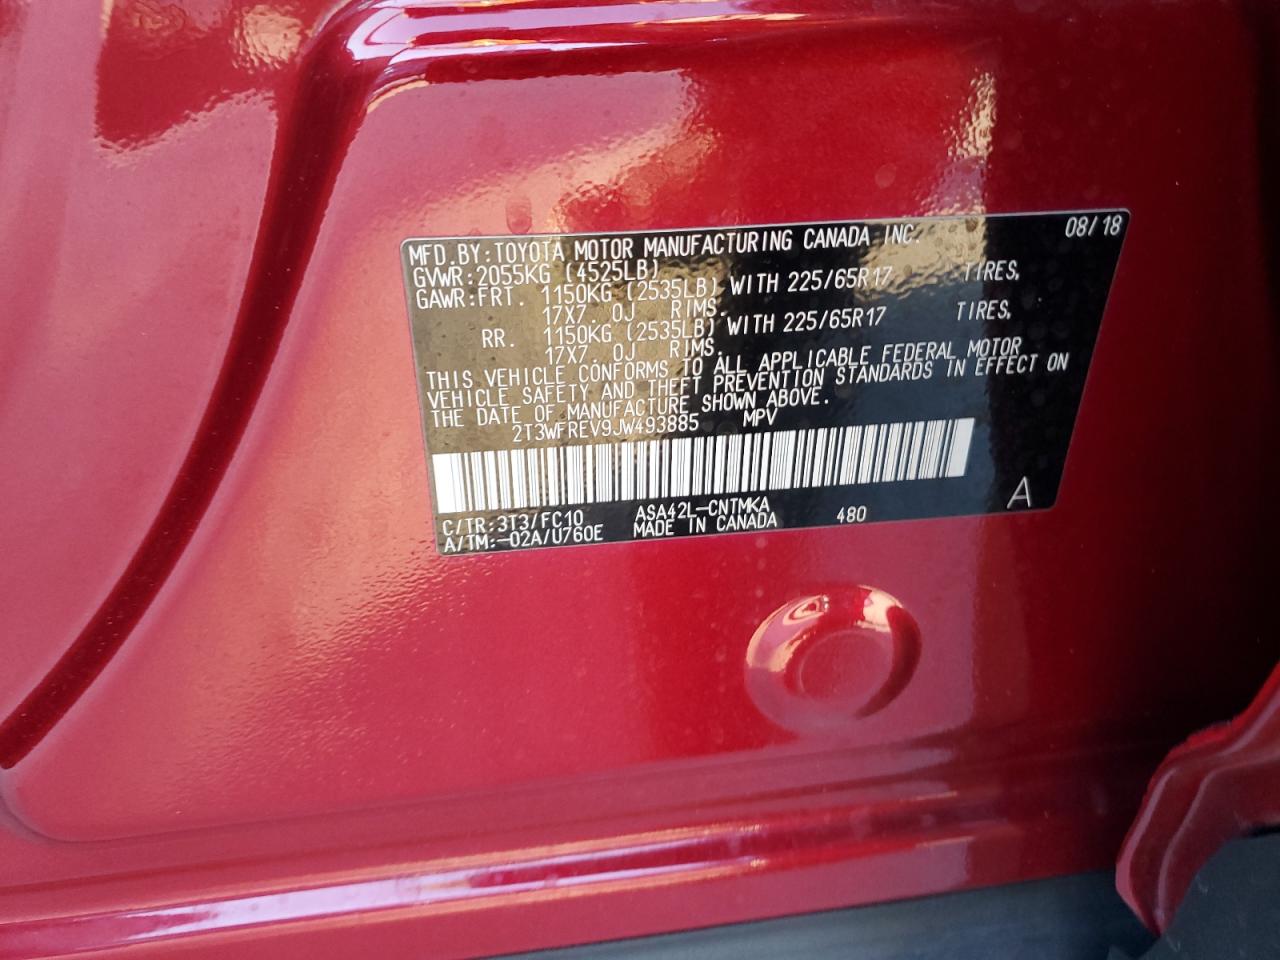 MFD.BY:TOYOTA MOTOR MANUFACTURING CANADA INC. 08/18
GVWR:2055KG (4525LB)
GAWR:FRT. 1150KG (2535LB) WITH 225/65R17 TIRES,
17X7.0J RIMS.
RR. 1150KG (2535LB) WITH 225/65R17 TIRES,
17X7.0J RIMS.
THIS VEHICLE CONFORMS TO ALL APPLICABLE FEDERAL MOTOR
VEHICLE SAFETY AND THEFT PREVENTION STANDARDS IN EFFECT ON
THE DATE OF MANUFACTURE SHOWN ABOVE.
2T3WFREV9JW493885 MPV
C/TR:3T3/FC10 ASA42L-CNTMKA 480 A
A/TM:-02A/U760E MADE IN CANADA